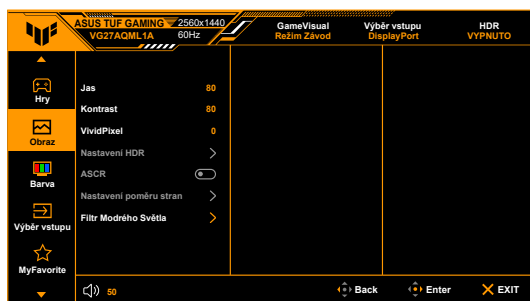 ASUS TUF GAMING 2560x1440
VG27AQML1A 60Hz
GameVisual
Režim Závod
Výběr vstupu
DisplayPort
HDR
VYPNUTO
Hry
Obraz
Barva
Výběr vstupu
MyFavorite
Jas 80
Kontrast 80
VividPixel 0
Nastavení HDR
ASCR
Nastavení poměru stran
Filtr Modrého Světla
50
Back
Enter
EXIT